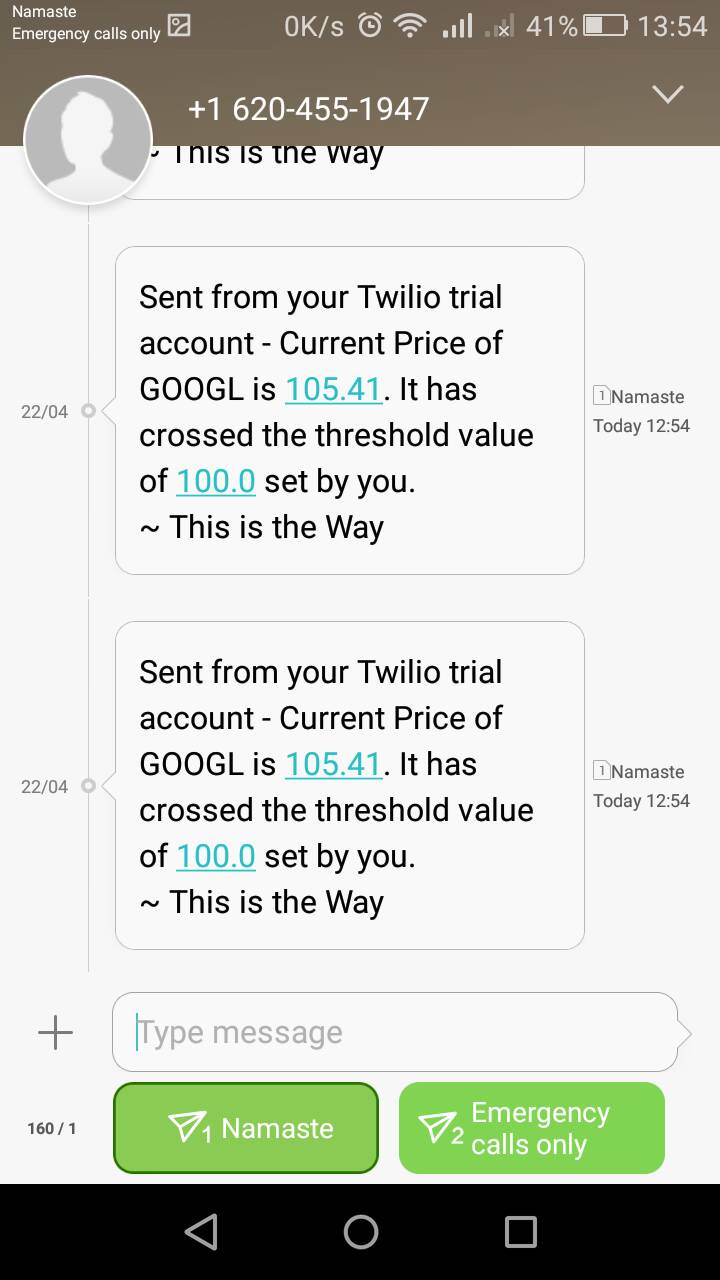 Namaste
Emergency calls only
0K/s 41% 13:54
+1 620-455-1947
~ This is the Way
Sent from your Twilio trial
account - Current Price of
GOOGL is 105.41. It has
crossed the threshold value
of 100.0 set by you.
~ This is the Way
22/04
1 Namaste
Today 12:54
Sent from your Twilio trial
account - Current Price of
GOOGL is 105.41. It has
crossed the threshold value
of 100.0 set by you.
~ This is the Way
22/04
1 Namaste
Today 12:54
Type message
160 / 1
1 Namaste
2 Emergency
calls only